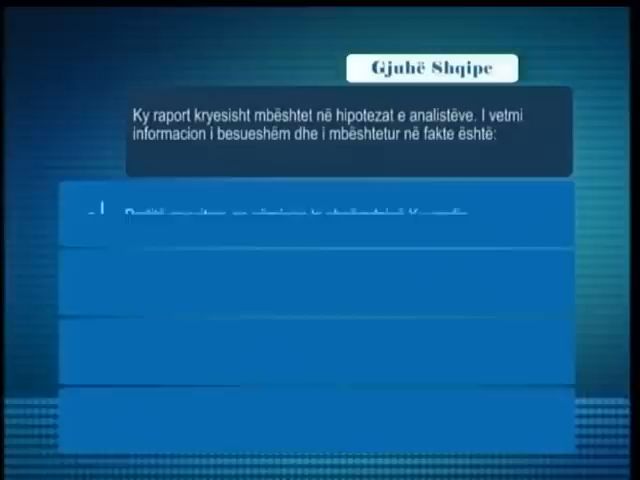 Gjuhë Shqipe
Ky raport kryesisht mbështet në hipotezat e analistëve. I vetmi
informacion i besueshëm dhe i mbështetur në fakte është: